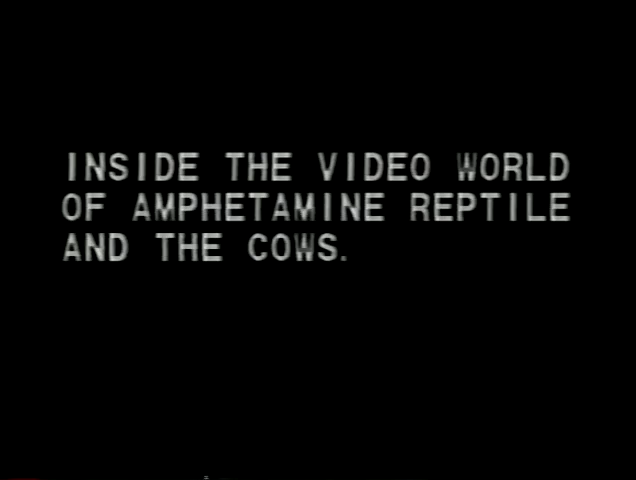 INSIDE THE VIDEO WORLD
OF AMPHETAMINE REPTILE
AND THE COWS.